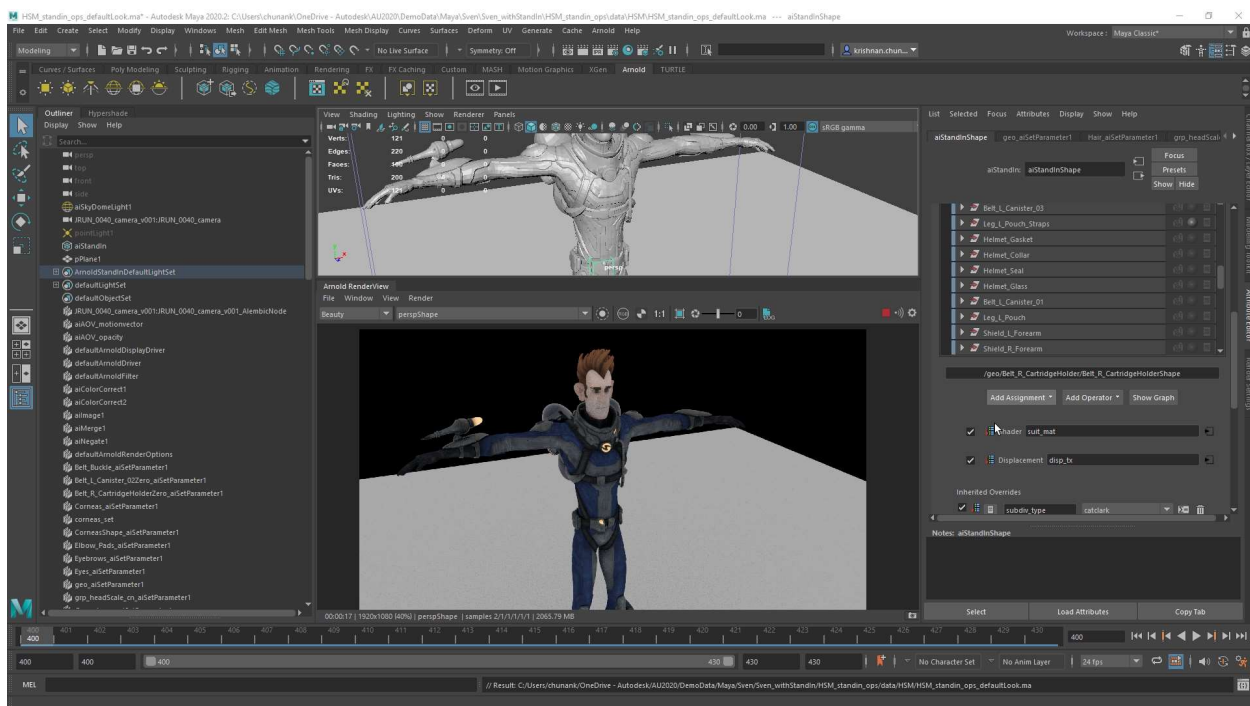 HSM_standin_ops_defaultLook.ma* - Autodesk Maya 2020.2: C:\Users\chunank\OneDrive - Autodesk\AU2020\DemoData\Maya\Sven\Sven_withStandin\HSM_standin_ops\data\HSM\HSM_standin_ops_defaultLook.ma --- aiStandInShape
File Edit Create Select Modify Display Windows Mesh Edit Mesh Mesh Tools Mesh Display Curves Surfaces Deform UV Generate Cache Arnold Help
Workspace: Maya Classic*
Modeling No Live Surface Symmetry: Off krishnan.chun...
Curves / Surfaces Poly Modeling Sculpting Rigging Animation Rendering FX FX Caching Custom MASH Motion Graphics XGen Arnold TURTLE
Outliner Hypershade
Display Show Help
Search...
persp
top
front
side
aiSkyDomeLight1
JRUN_0040_camera_v001:JRUN_0040_camera
pointLight1
aiStandIn
pPlane1
ArnoldStandInDefaultLightSet
defaultLightSet
defaultObjectSet
JRUN_0040_camera_v001:JRUN_0040_camera_v001_AlembicNode
aiAOV_motionvector
aiAOV_opacity
defaultArnoldDisplayDriver
defaultArnoldDriver
defaultArnoldFilter
aiColorCorrect1
aiColorCorrect2
aiImage1
aiMerge1
aiNegate1
defaultArnoldRenderOptions
Belt_Buckle_aiSetParameter1
Belt_L_Canister_02Zero_aiSetParameter1
Belt_R_CartridgeHolderZero_aiSetParameter1
Corneas_aiSetParameter1
corneas_set
CorneasShape_aiSetParameter1
Elbow_Pads_aiSetParameter1
Eyebrows_aiSetParameter1
Eyes_aiSetParameter1
geo_aiSetParameter1
grp_headScale_cn_aiSetParameter1
View Shading Lighting Show Renderer Panels
0.00 1.00 sRGB gamma
Verts: 121 0 0
Edges: 220 0 0
Faces: 100 0 0
Tris: 200 0 0
UVs: 121 0 0
persp
Arnold RenderView
File Window View Render
Beauty perspShape 1:1 0
00:00:17 | 1920x1080 (40%) | perspShape | samples 2/1/1/1/1/1 | 2065.79 MB
List Selected Focus Attributes Display Show Help
aiStandInShape geo_aiSetParameter1 Hair_aiSetParameter1 grp_headScale
aiStandIn: aiStandInShape
Focus
Presets
Show Hide
Belt_L_Canister_03
Leg_L_Pouch_Straps
Helmet_Gasket
Helmet_Collar
Helmet_Seal
Helmet_Glass
Belt_L_Canister_01
Leg_L_Pouch
Shield_L_Forearm
Shield_R_Forearm
/geo/Belt_R_CartridgeHolder/Belt_R_CartridgeHolderShape
Add Assignment Add Operator Show Graph
Shader suit_mat
Displacement disp_tx
Inherited Overrides
subdiv_type catclark
Notes: aiStandInShape
Select Load Attributes Copy Tab
400 401 402 403 404 405 406 407 408 409 410 411 412 413 414 415 416 417 418 419 420 421 422 423 424 425 426 427 428 429 430
400 400
400 400 400 430 430 430 No Character Set No Anim Layer 24 fps
MEL // Result: C:/Users/chunank/OneDrive - Autodesk/AU2020/DemoData/Maya/Sven/Sven_withStandin/HSM_standin_ops/data/HSM/HSM_standin_ops_defaultLook.ma